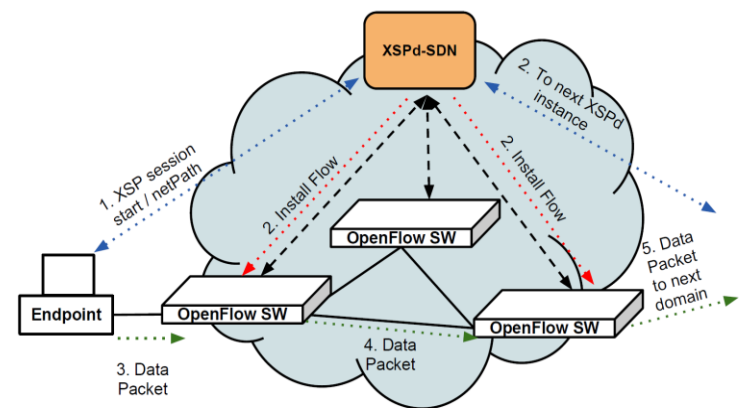 XSPd-SDN
2. To next XSPd
instance
1. XSP session
start / netPath
2. Install Flow
2. Install Flow
OpenFlow SW
5. Data
Packet
to next
domain
Endpoint
OpenFlow SW
OpenFlow SW
3. Data
Packet
4. Data
Packet